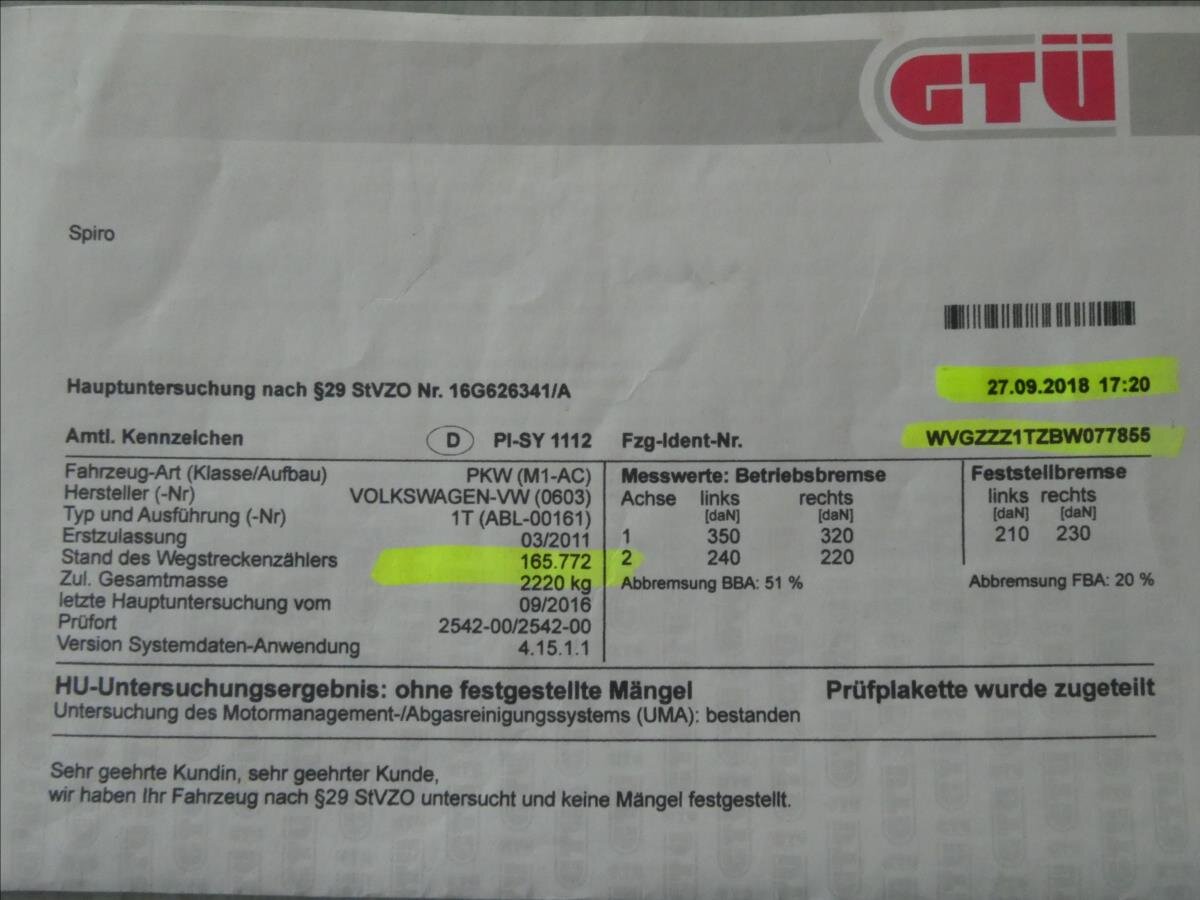 GTÜ
Spiro
Hauptuntersuchung nach §29 StVZO Nr. 16G626341/A 27.09.2018 17:20
Amtl. Kennzeichen D PI-SY 1112 Fzg-Ident-Nr. WVGZZZ1TZBW077855
Fahrzeug-Art (Klasse/Aufbau) PKW (M1-AC)
Hersteller (-Nr) VOLKSWAGEN-VW (0603)
Typ und Ausführung (-Nr) 1T (ABL-00161)
Erstzulassung 03/2011
Stand des Wegstreckenzählers 165.772
Zul. Gesamtmasse 2220 kg
letzte Hauptuntersuchung vom 09/2016
Prüfort 2542-00/2542-00
Version Systemdaten-Anwendung 4.15.1.1
Messwerte: Betriebsbremse
Achse links rechts
[daN] [daN]
1 350 320
2 240 220
Abbremsung BBA: 51 %
Feststellbremse
links rechts
[daN] [daN]
210 230
Abbremsung FBA: 20 %
HU-Untersuchungsergebnis: ohne festgestellte Mängel Prüfplakette wurde zugeteilt
Untersuchung des Motormanagement-/Abgasreinigungssystems (UMA): bestanden
Sehr geehrte Kundin, sehr geehrter Kunde,
wir haben Ihr Fahrzeug nach §29 StVZO untersucht und keine Mängel festgestellt.